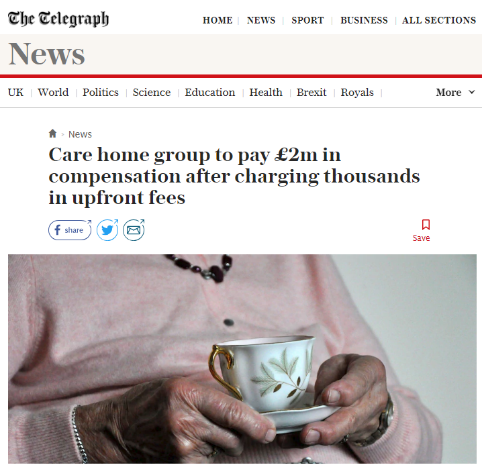 The Telegraph
HOME NEWS SPORT BUSINESS ALL SECTIONS
News
UK World Politics Science Education Health Brexit Royals More
News
Care home group to pay £2m in
compensation after charging thousands
in upfront fees
f share
Save